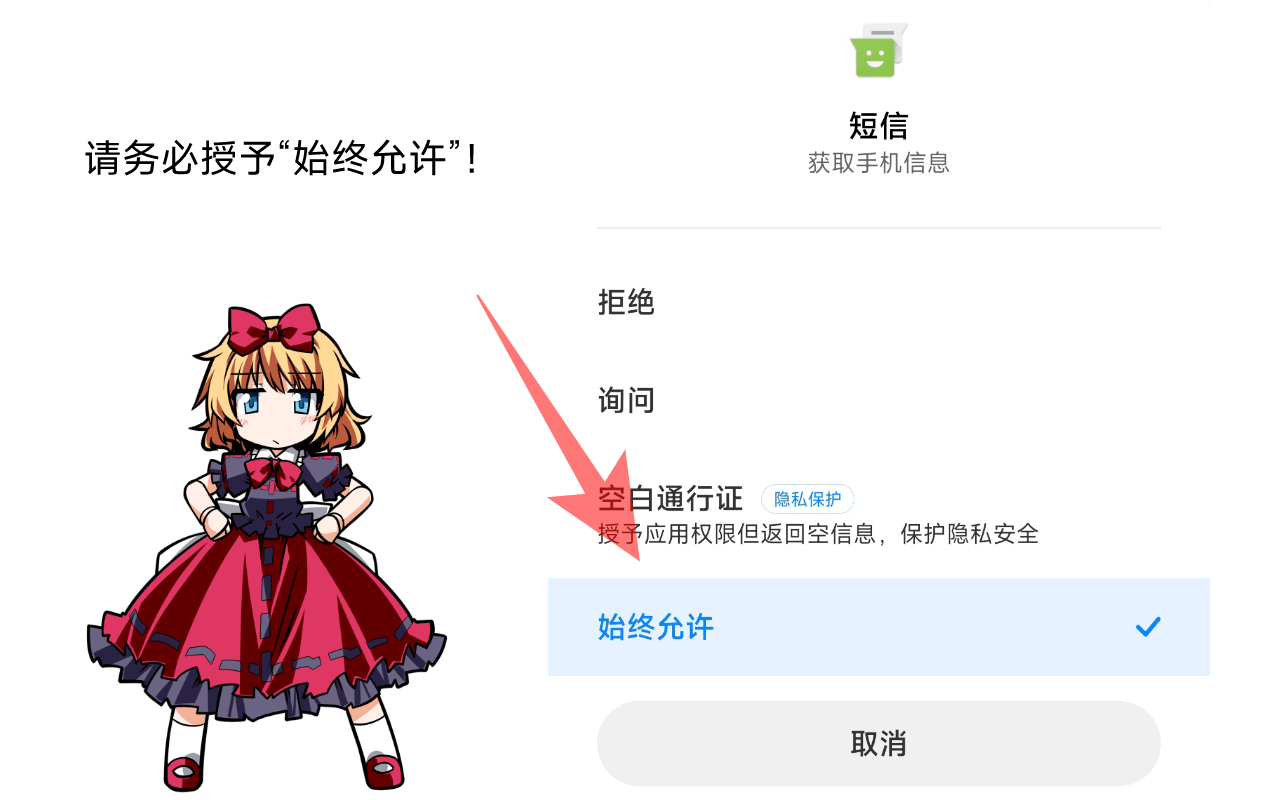 请务必授予“始终允许”！
短信
获取手机信息
拒绝
询问
空白通行证 隐私保护
授予应用权限但返回空信息，保护隐私安全
始终允许
取消